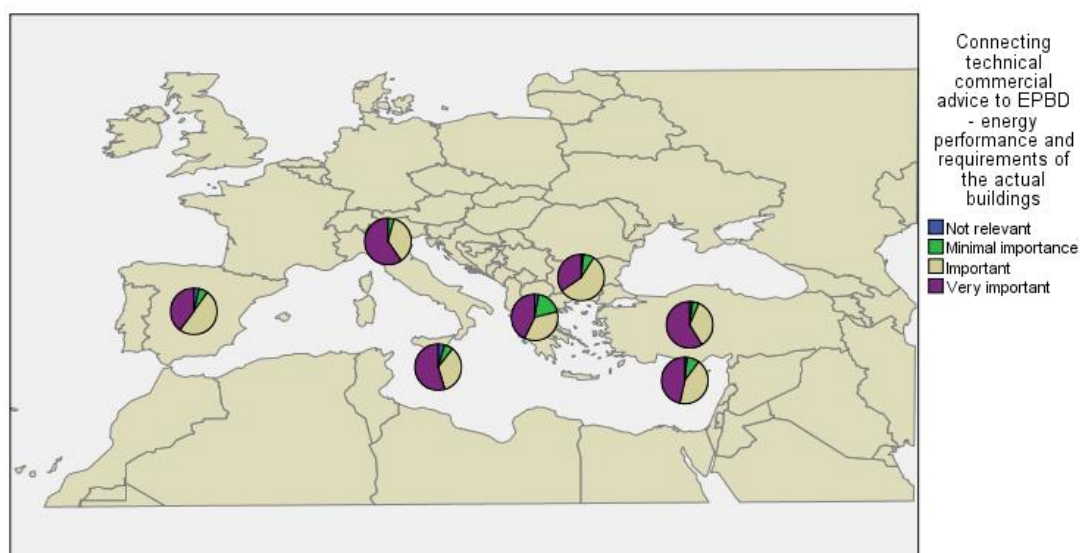 Connecting
technical
commercial
advice to EPBD
- energy
performance and
requirements of
the actual
buildings
Not relevant
Minimal importance
Important
Very important